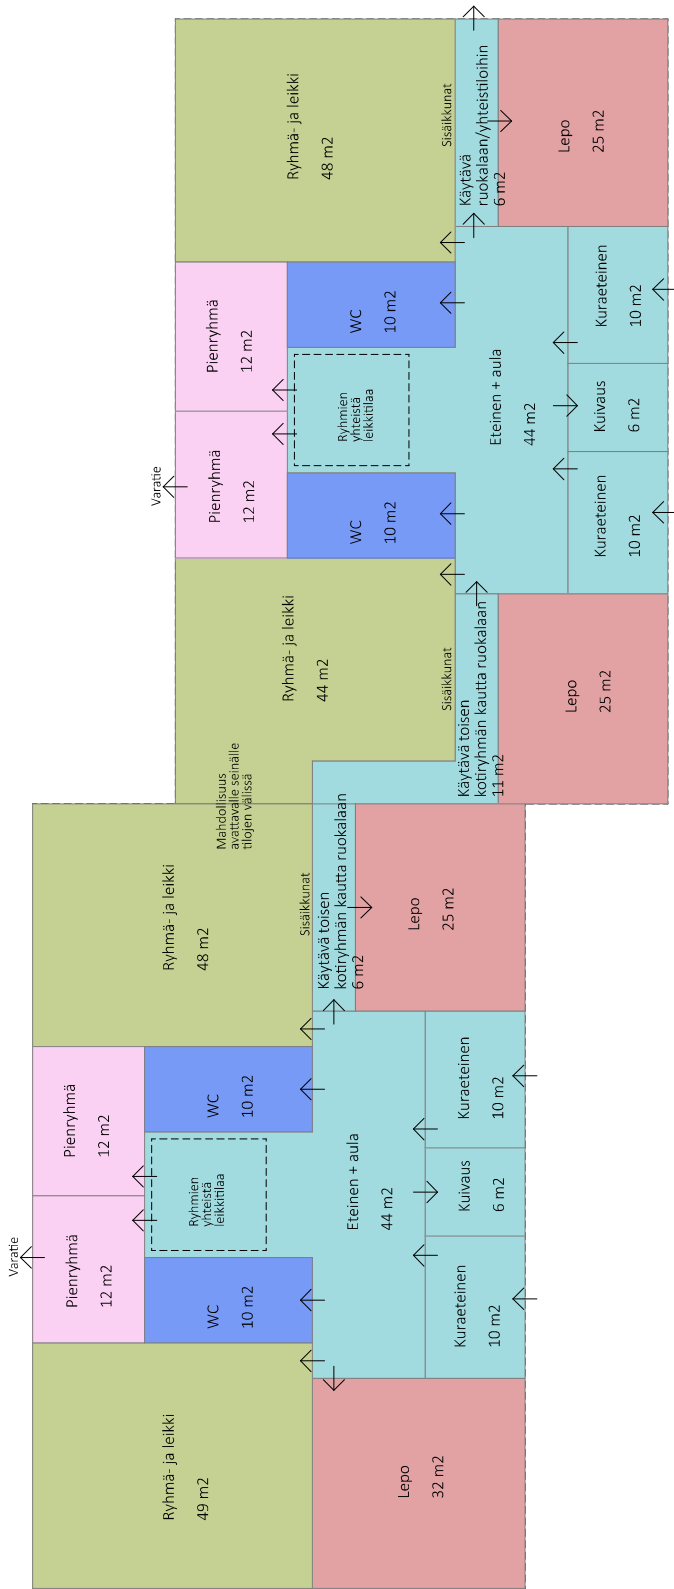 Varatie
Ryhmä- ja leikki
49 m2
Pienryhmä
12 m2
Pienryhmä
12 m2
Ryhmä- ja leikki
48 m2
WC
10 m2
Ryhmien
yhteistä
leikkitilaa
WC
10 m2
Sisäikkunat
Lepo
32 m2
Eteinen + aula
44 m2
Käytävä toisen
kotiryhmän kautta ruokalaan
6 m2
Lepo
25 m2
Kuraeteinen
10 m2
Kuivaus
6 m2
Kuraeteinen
10 m2
Mahdollisuus
avattavalle seinälle
tilojen välissä
Varatie
Ryhmä- ja leikki
44 m2
Pienryhmä
12 m2
Pienryhmä
12 m2
Ryhmä- ja leikki
48 m2
WC
10 m2
Ryhmien
yhteistä
leikkitilaa
WC
10 m2
Sisäikkunat
Sisäikkunat
Käytävä toisen
kotiryhmän kautta ruokalaan
11 m2
Eteinen + aula
44 m2
Käytävä
ruokalaan/yhteistiloihin
6 m2
Lepo
25 m2
Kuraeteinen
10 m2
Kuivaus
6 m2
Kuraeteinen
10 m2
Lepo
25 m2